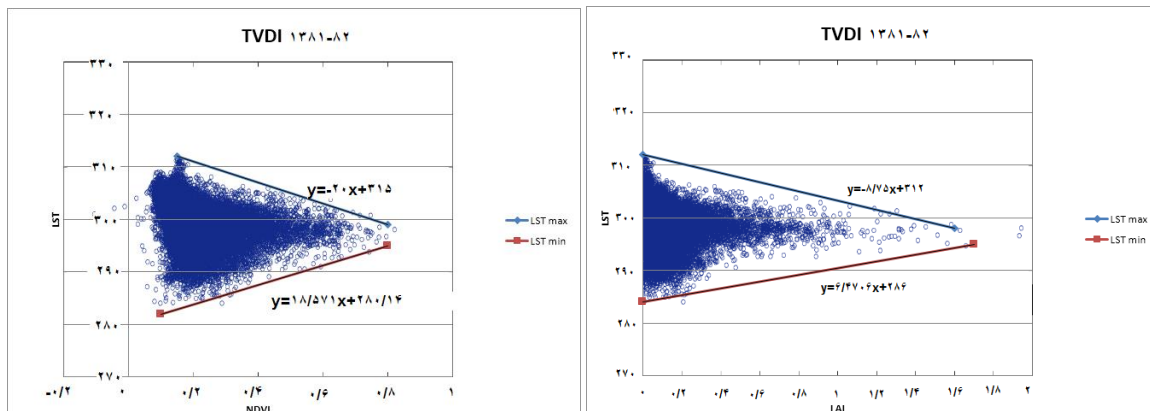 TVDI ۱۳۸۱-۸۲
۳۳۰
۳۲۰
۳۱۰
۳۰۰
۲۹۰
۲۸۰
۲۷۰
LST
y=-۲۰x+۳۱۵
y=۱۸/۵۷۱x+۲۸۰/۱۴
LST max
LST min
-۰/۲ ۰ ۰/۲ ۰/۴ ۰/۶ ۰/۸ ۱
NDVI
TVDI ۱۳۸۱-۸۲
۳۳۰
۳۲۰
۳۱۰
۳۰۰
۲۹۰
۲۸۰
۲۷۰
LST
y=-۸/۷۵x+۳۱۲
y=۶/۴۷۰۶x+۲۸۶
LST max
LST min
۰ ۰/۲ ۰/۴ ۰/۶ ۰/۸ ۱ ۱/۲ ۱/۴ ۱/۶ ۱/۸ ۲
LAI